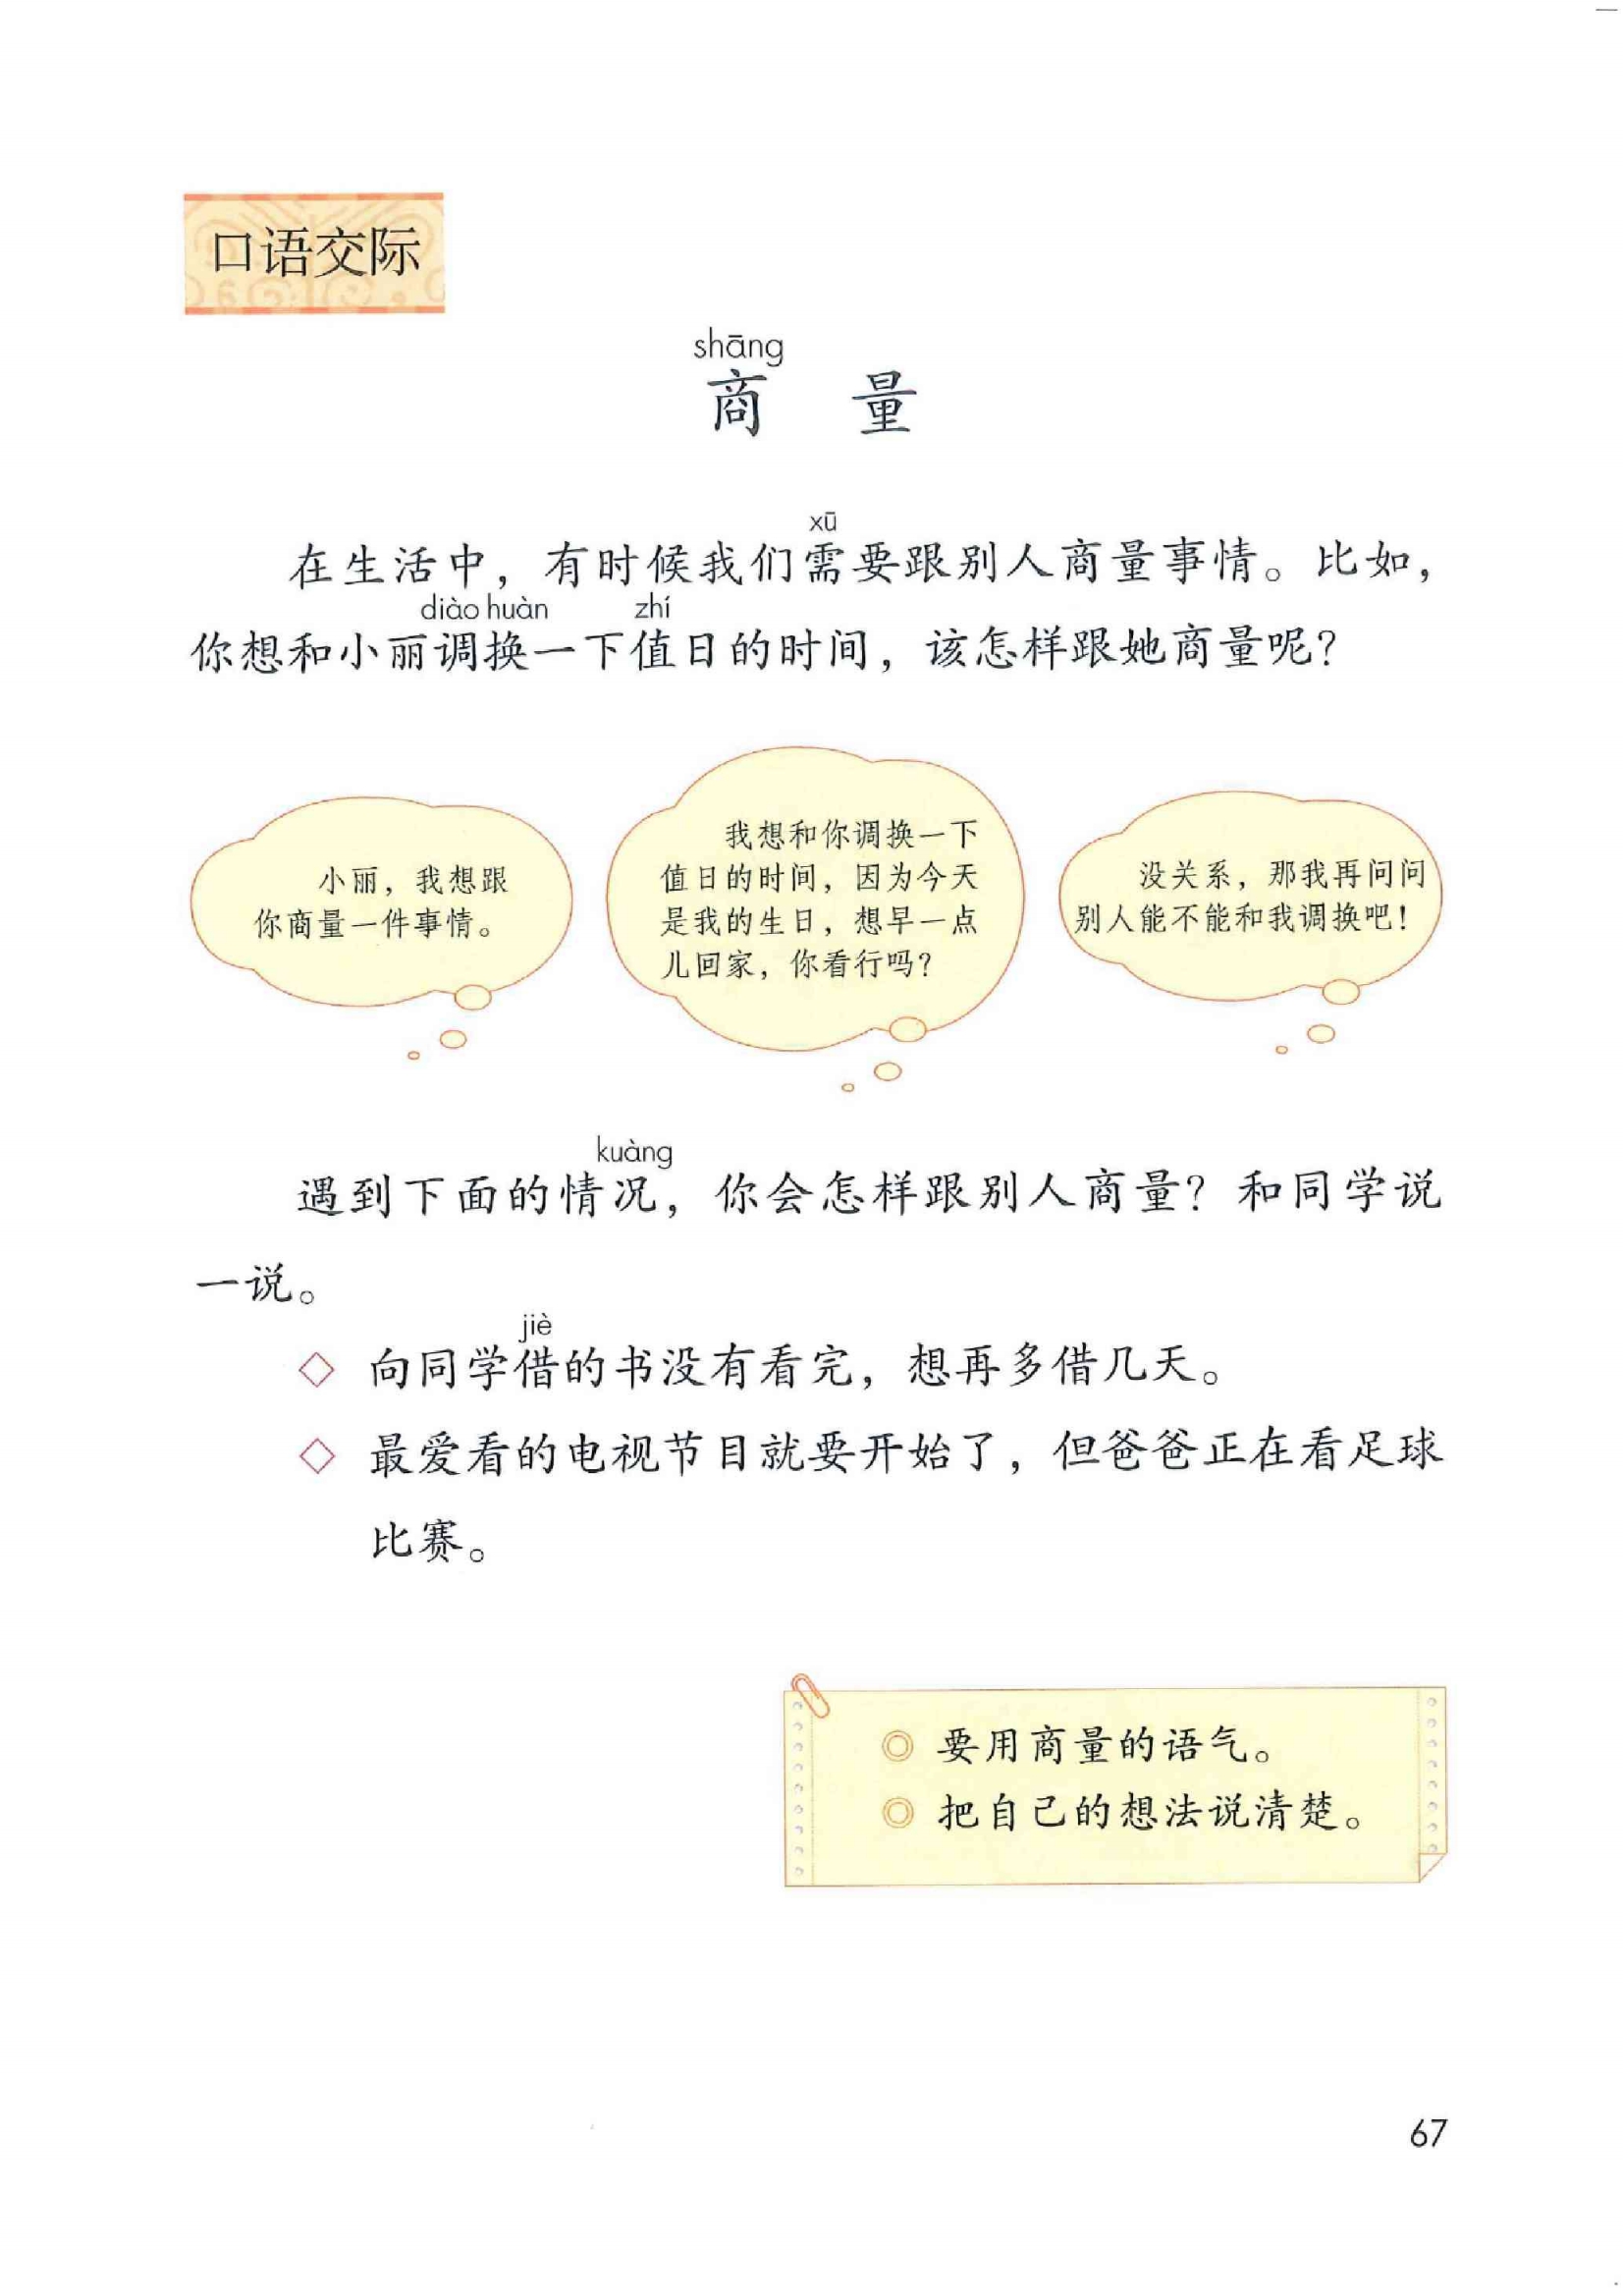 口语交际
shāng
商 量
xū
在生活中，有时候我们需要跟别人商量事情。比如，
diào huàn zhí
你想和小丽调换一下值日的时间，该怎样跟她商量呢？
小丽，我想跟
你商量一件事情。
我想和你调换一下
值日的时间，因为今天
是我的生日，想早一点
儿回家，你看行吗？
没关系，那我再问问
别人能不能和我调换吧！
kuàng
遇到下面的情况，你会怎样跟别人商量？和同学说
一说。
jiè
◇ 向同学借的书没有看完，想再多借几天。
◇ 最爱看的电视节目就要开始了，但爸爸正在看足球
比赛。
◎ 要用商量的语气。
◎ 把自己的想法说清楚。
67